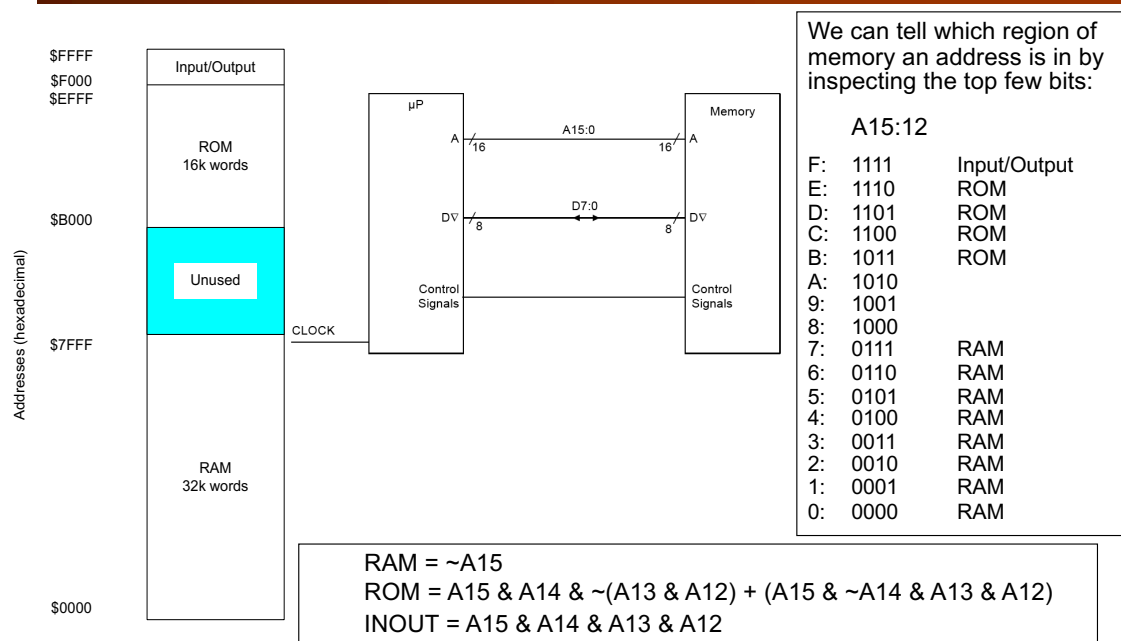 $FFFF
$F000
$EFFF
$B000
$7FFF
$0000
Addresses (hexadecimal)
Input/Output
ROM
16k words
Unused
RAM
32k words
CLOCK
µP
A
16
D▽
8
Control
Signals
A15:0
D7:0
Memory
16
A
8
D▽
Control
Signals
We can tell which region of
memory an address is in by
inspecting the top few bits:
A15:12
F: 1111 Input/Output
E: 1110 ROM
D: 1101 ROM
C: 1100 ROM
B: 1011 ROM
A: 1010
9: 1001
8: 1000
7: 0111 RAM
6: 0110 RAM
5: 0101 RAM
4: 0100 RAM
3: 0011 RAM
2: 0010 RAM
1: 0001 RAM
0: 0000 RAM
RAM = ~A15
ROM = A15 & A14 & ~(A13 & A12) + (A15 & ~A14 & A13 & A12)
INOUT = A15 & A14 & A13 & A12